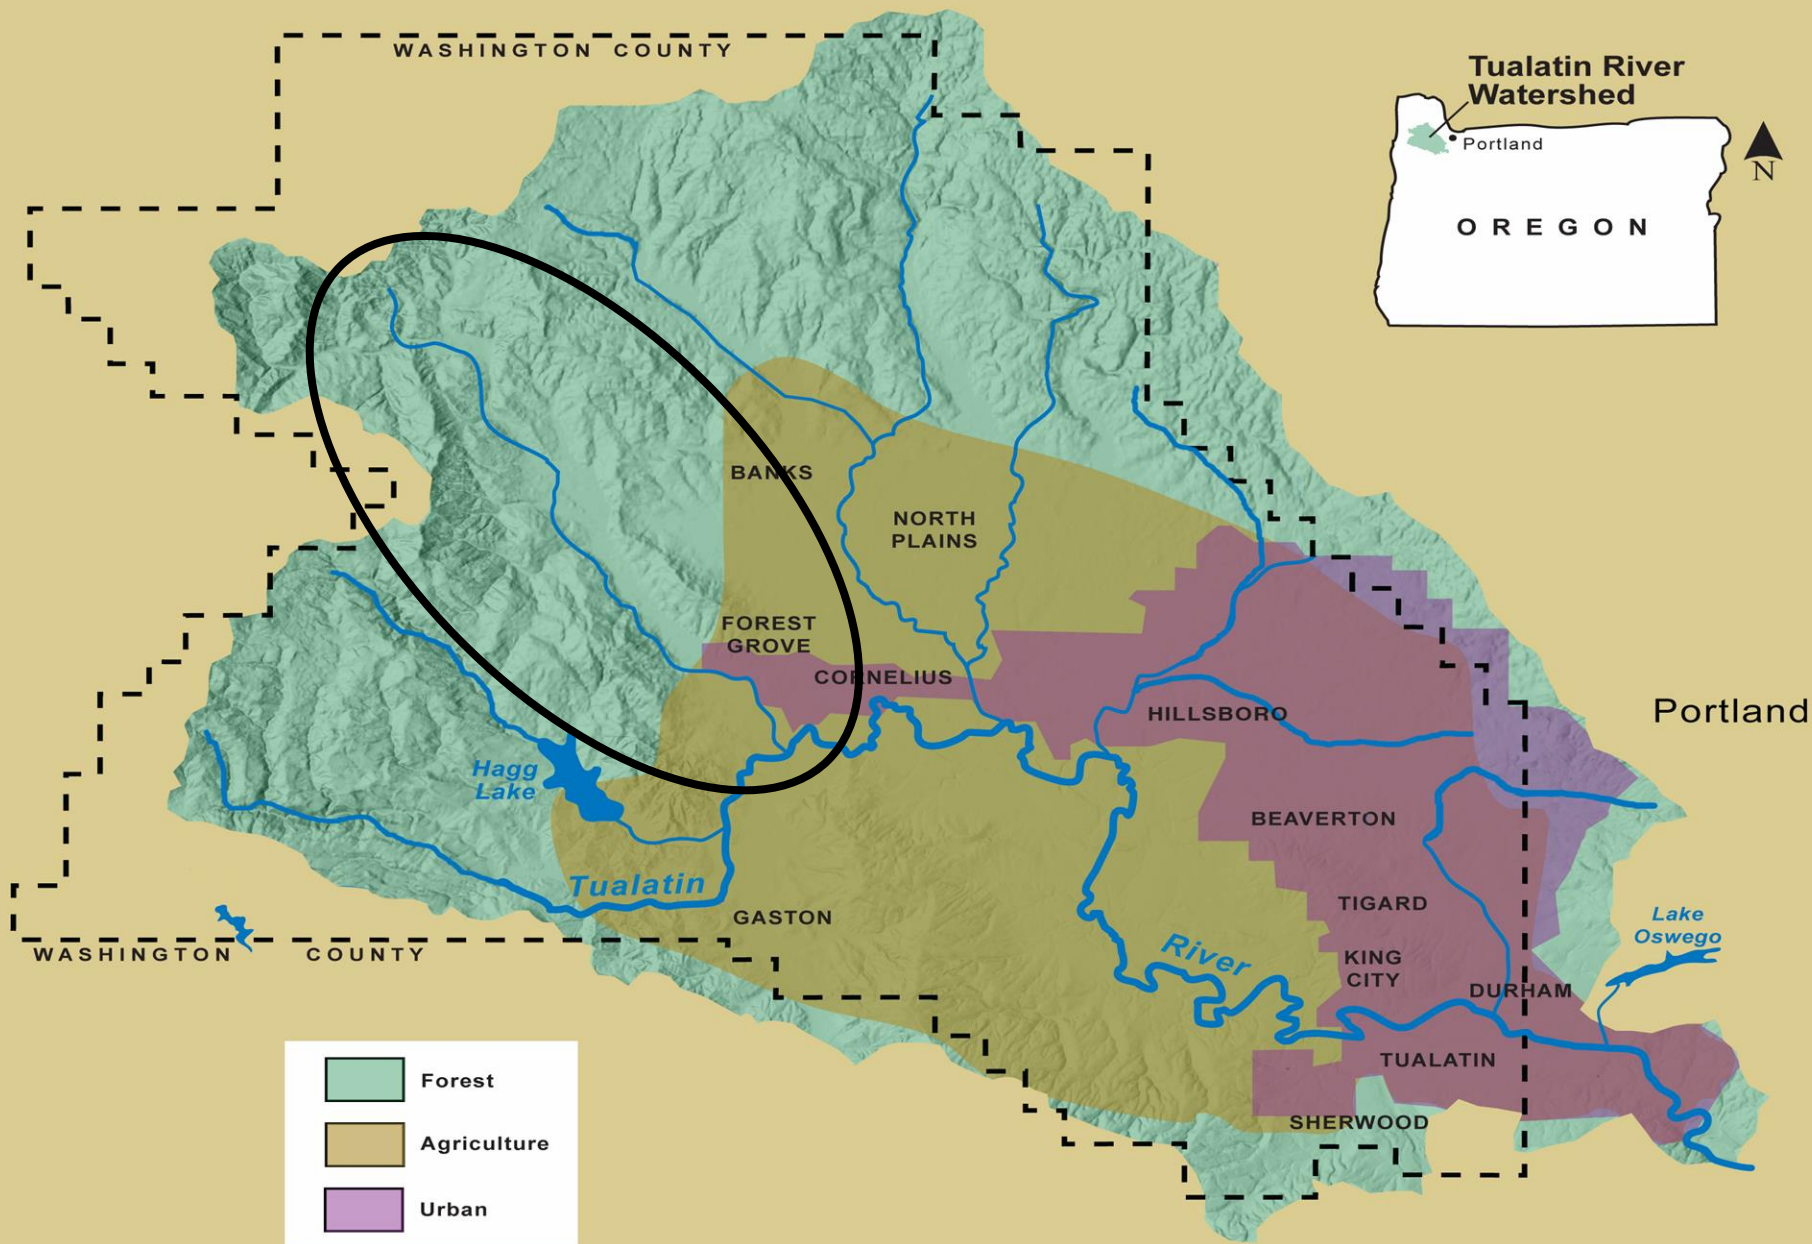 WASHINGTON COUNTY
Tualatin River
Watershed
Portland
N
OREGON
BANKS
NORTH
PLAINS
FOREST
GROVE
CORNELIUS
HILLSBORO
Portland
Hagg
Lake
BEAVERTON
Tualatin
GASTON
TIGARD
Lake
Oswego
River
KING
CITY
WASHINGTON COUNTY
DURHAM
TUALATIN
SHERWOOD
Forest
Agriculture
Urban